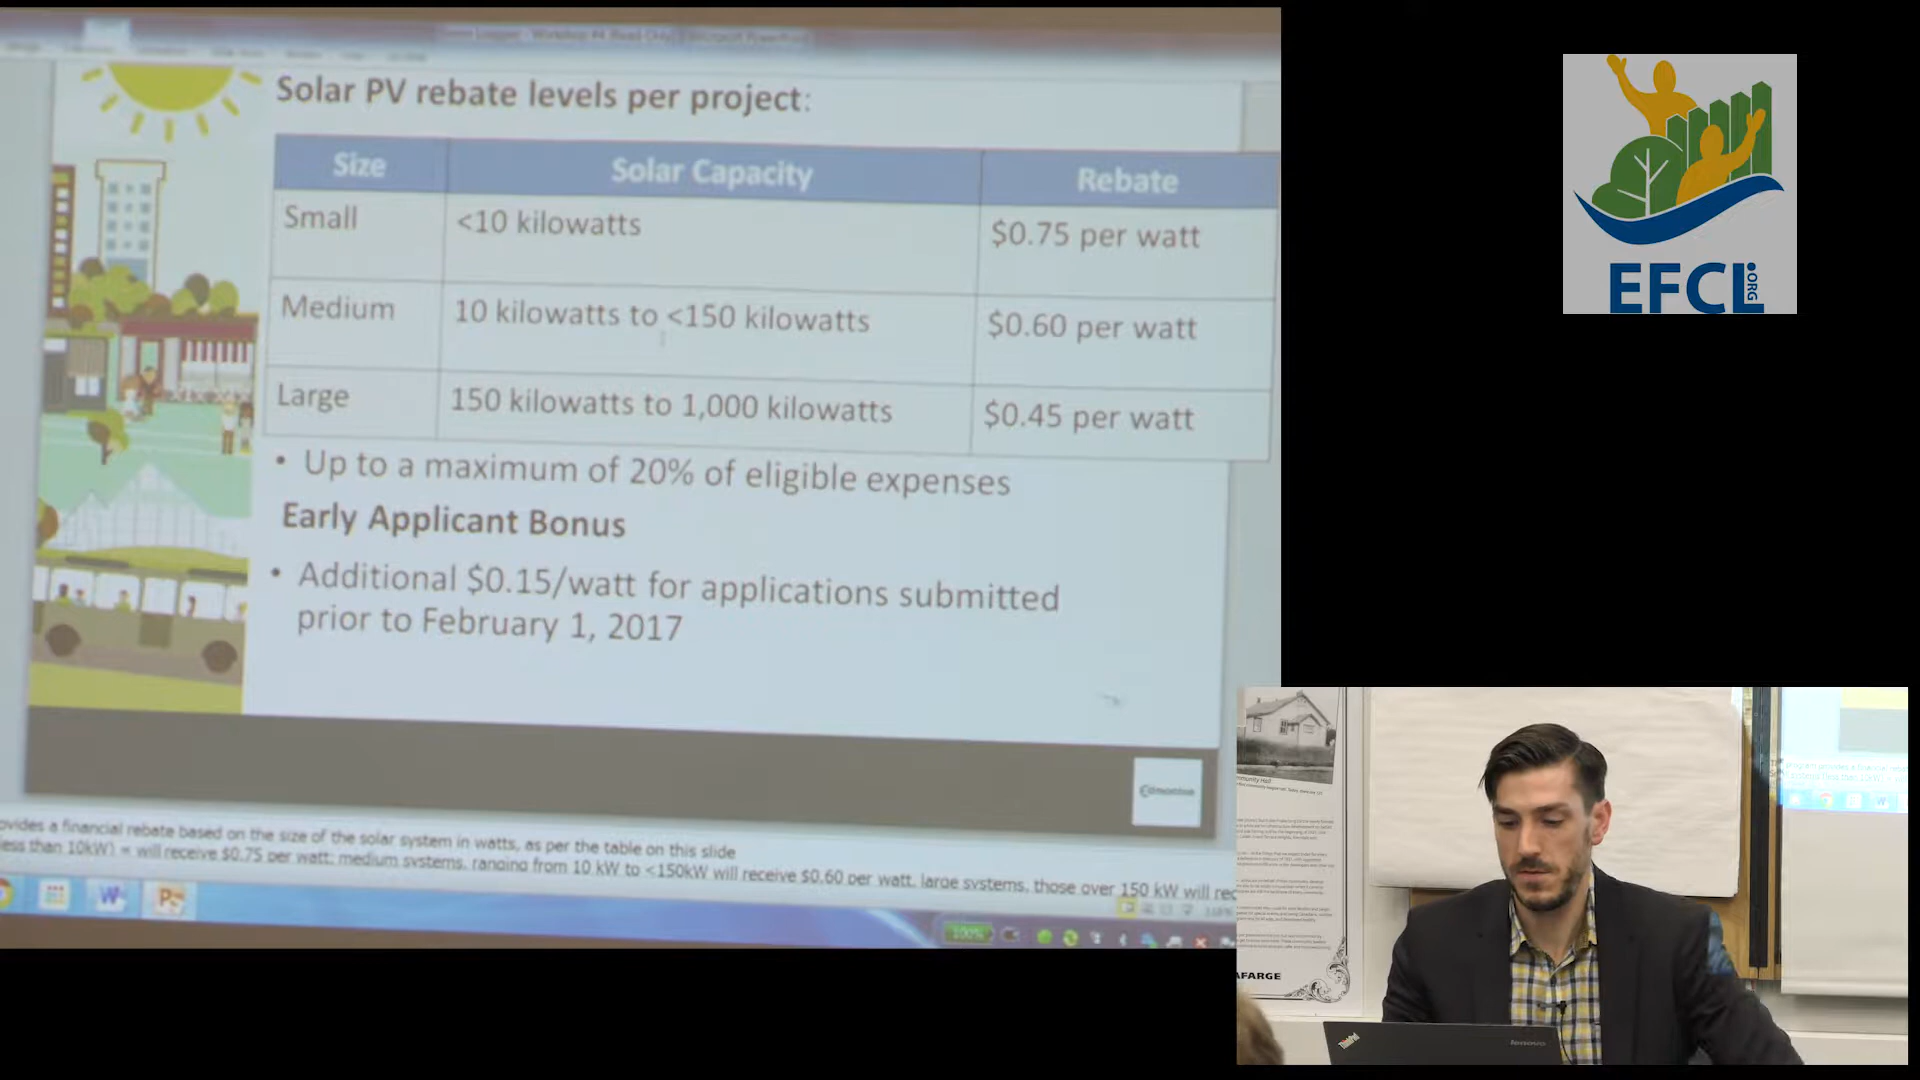 Solar PV rebate levels per project:
Size Solar Capacity Rebate
Small <10 kilowatts $0.75 per watt
Medium 10 kilowatts to <150 kilowatts $0.60 per watt
Large 150 kilowatts to 1,000 kilowatts $0.45 per watt
• Up to a maximum of 20% of eligible expenses
Early Applicant Bonus
• Additional $0.15/watt for applications submitted
prior to February 1, 2017
Edmonton
ovides a financial rebate based on the size of the solar system in watts, as per the table on this slide
less than 10kW) = will receive $0.75 per watt; medium systems, ranging from 10 kW to <150kW will receive $0.60 per watt, large systems, those over 150 kW will rec
100%
EFCL.ORG
AFARGE
ThinkPad
lenovo